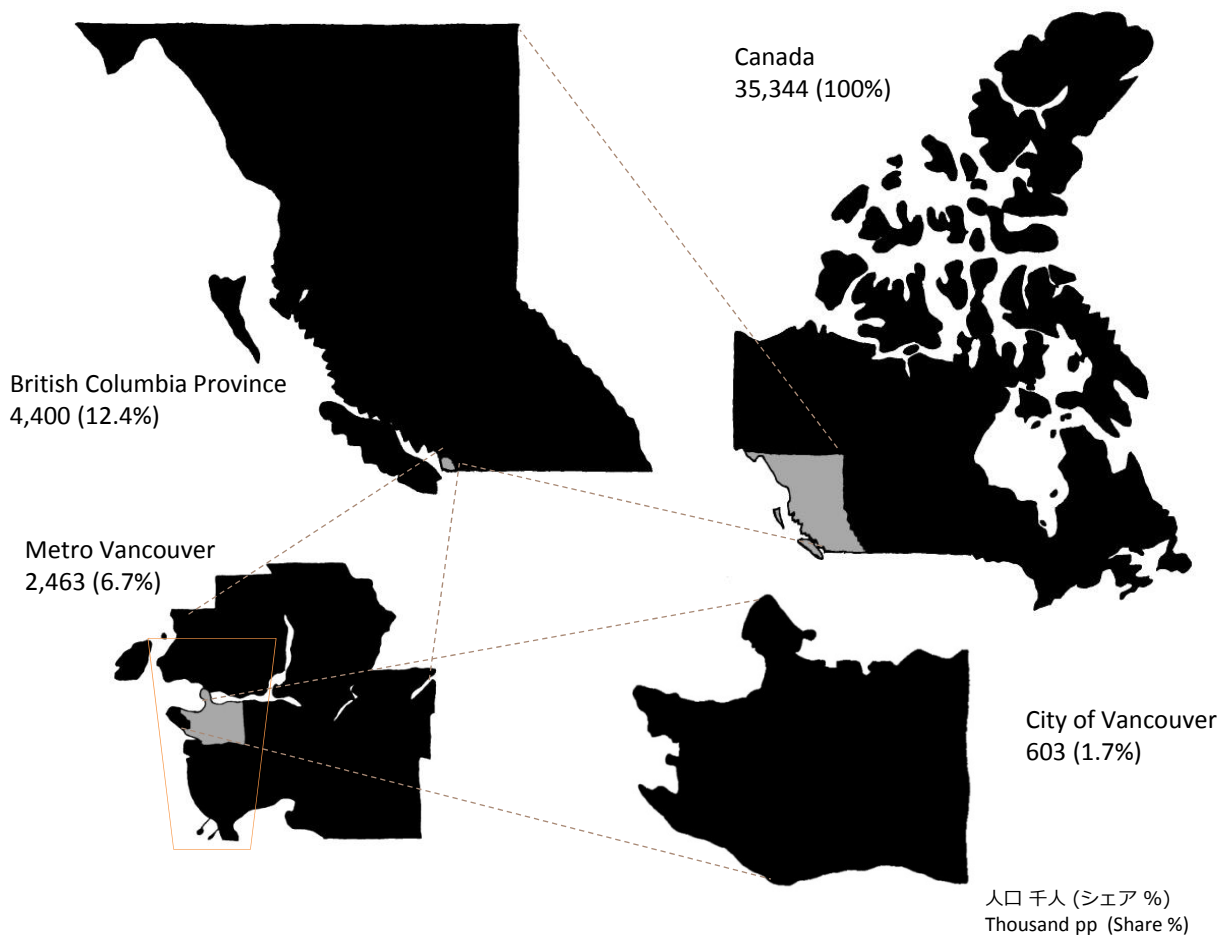 Canada
35,344 (100%)
British Columbia Province
4,400 (12.4%)
Metro Vancouver
2,463 (6.7%)
City of Vancouver
603 (1.7%)
人口 千人 (シェア %)
Thousand pp (Share %)